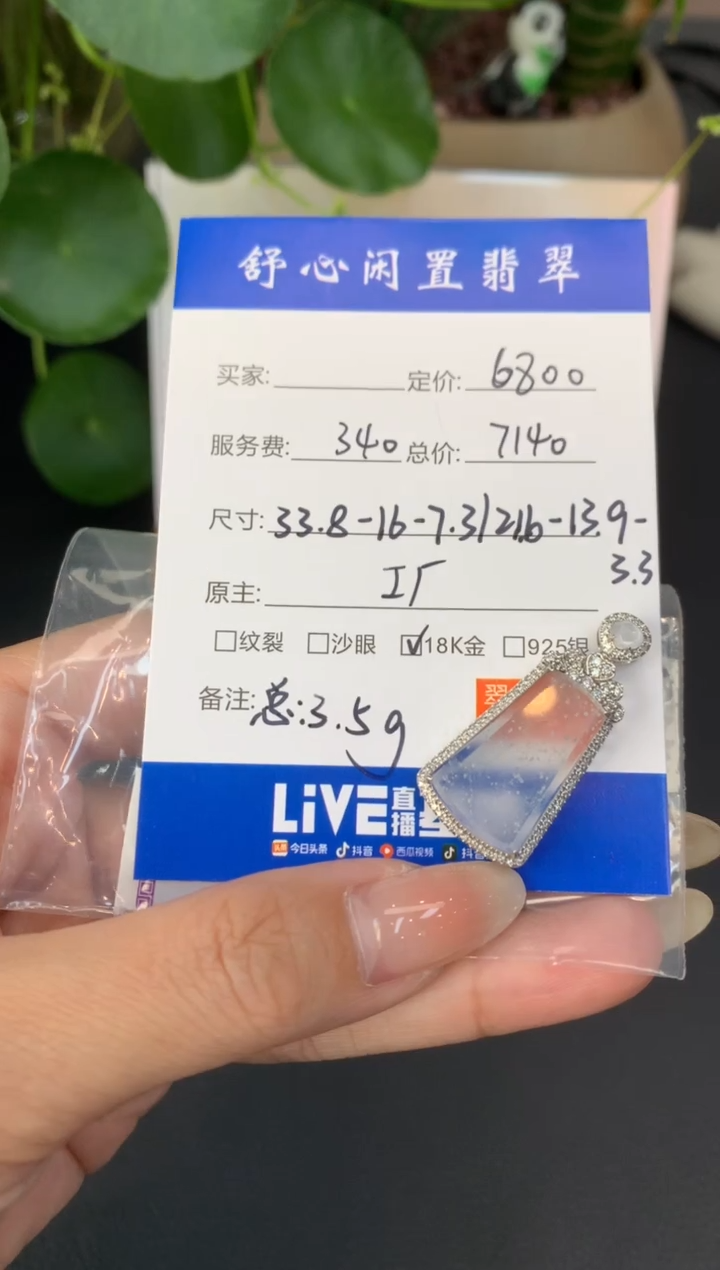 舒心闲置翡翠
买家: 定价: 6800
服务费: 340 总价: 7140
尺寸: 33.8-16-7.3/21.6-13.9-
3.3
原主: 工厂
□纹裂 □沙眼 ☑18K金 □925银
备注: 总:3.5g
翠
LiVE直播
头条 今日头条 抖音 西瓜视频 抖音